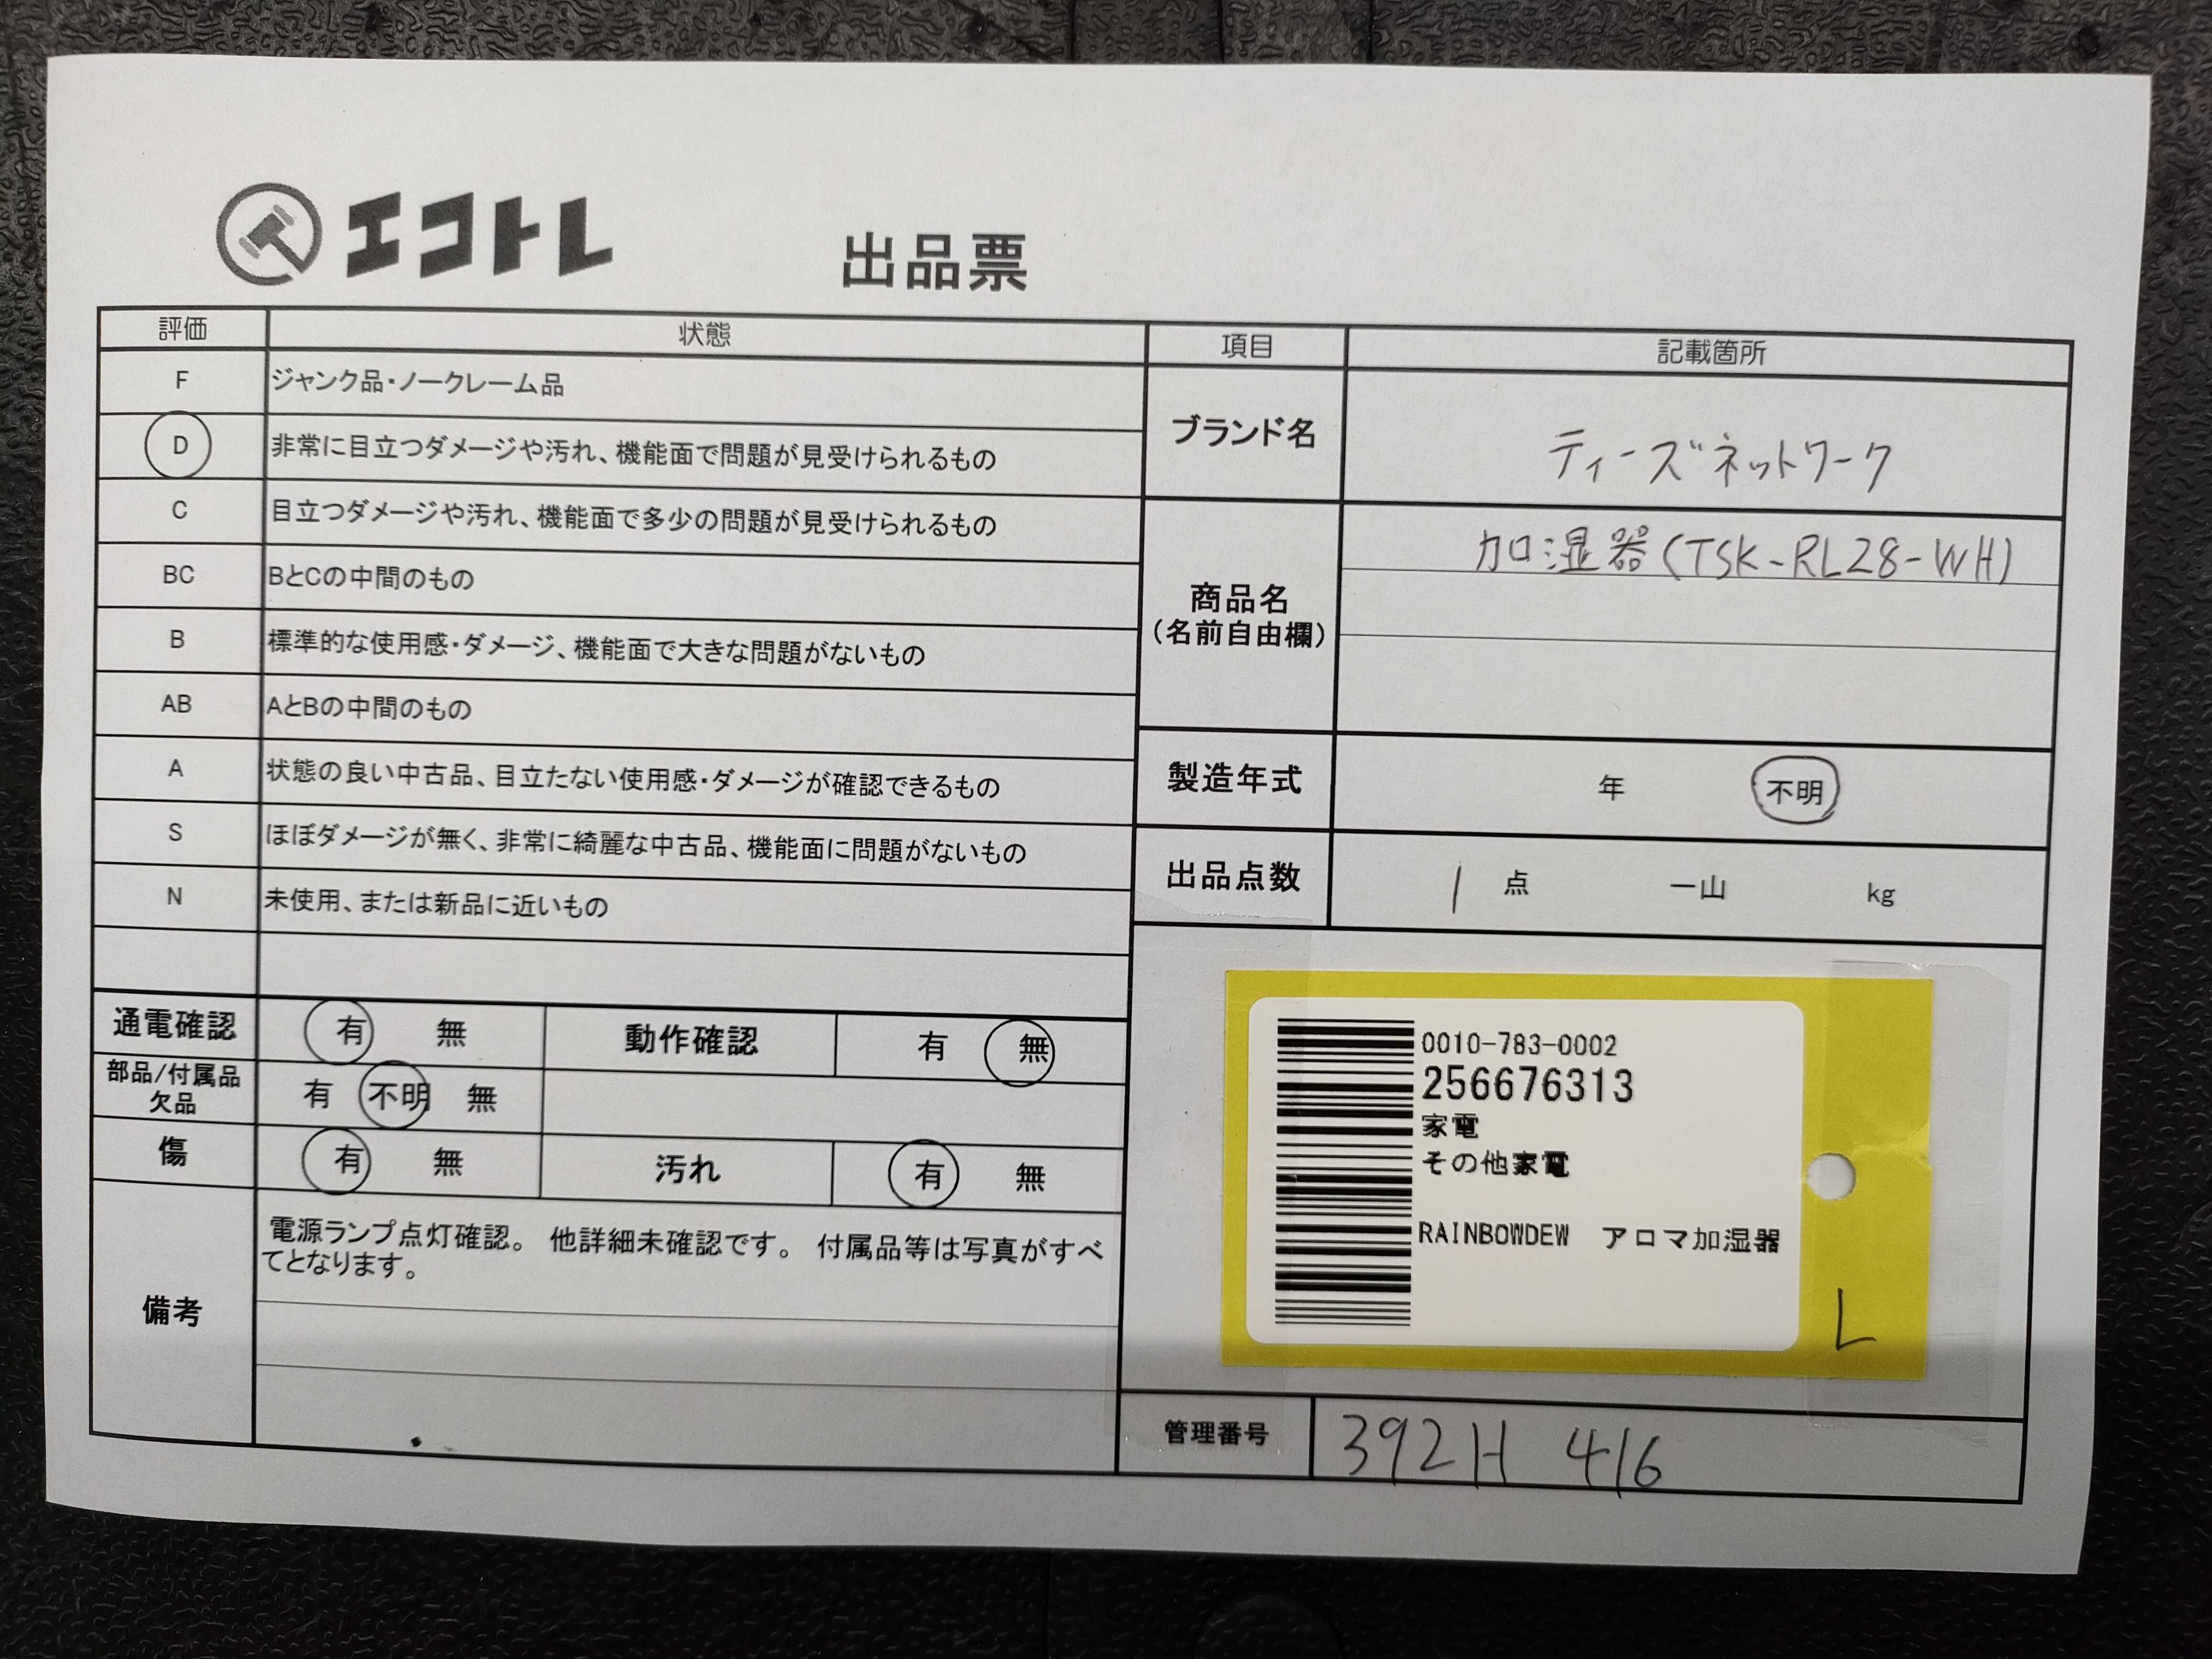 エコトレ
出品票
評価 状態
F ジャンク品・ノークレーム品
D 非常に目立つダメージや汚れ、機能面で問題が見受けられるもの
C 目立つダメージや汚れ、機能面で多少の問題が見受けられるもの
BC BとCの中間のもの
B 標準的な使用感・ダメージ、機能面で大きな問題がないもの
AB AとBの中間のもの
A 状態の良い中古品、目立たない使用感・ダメージが確認できるもの
S ほぼダメージが無く、非常に綺麗な中古品、機能面に問題がないもの
N 未使用、または新品に近いもの
通電確認 有 無 動作確認 有 無
部品/付属品
欠品 有 不明 無
傷 有 無 汚れ 有 無
備考
電源ランプ点灯確認。 他詳細未確認です。 付属品等は写真がすべ
てとなります。
項目 記載箇所
ブランド名 ティーズネットワーク
商品名
(名前自由欄)
加湿器(TSK-RL28-WH)
製造年式 年 不明
出品点数 1 点 一山 kg
0010-783-0002
256676313
家電
その他家電
RAINBOWDEW アロマ加湿器
L
管理番号 392H 416